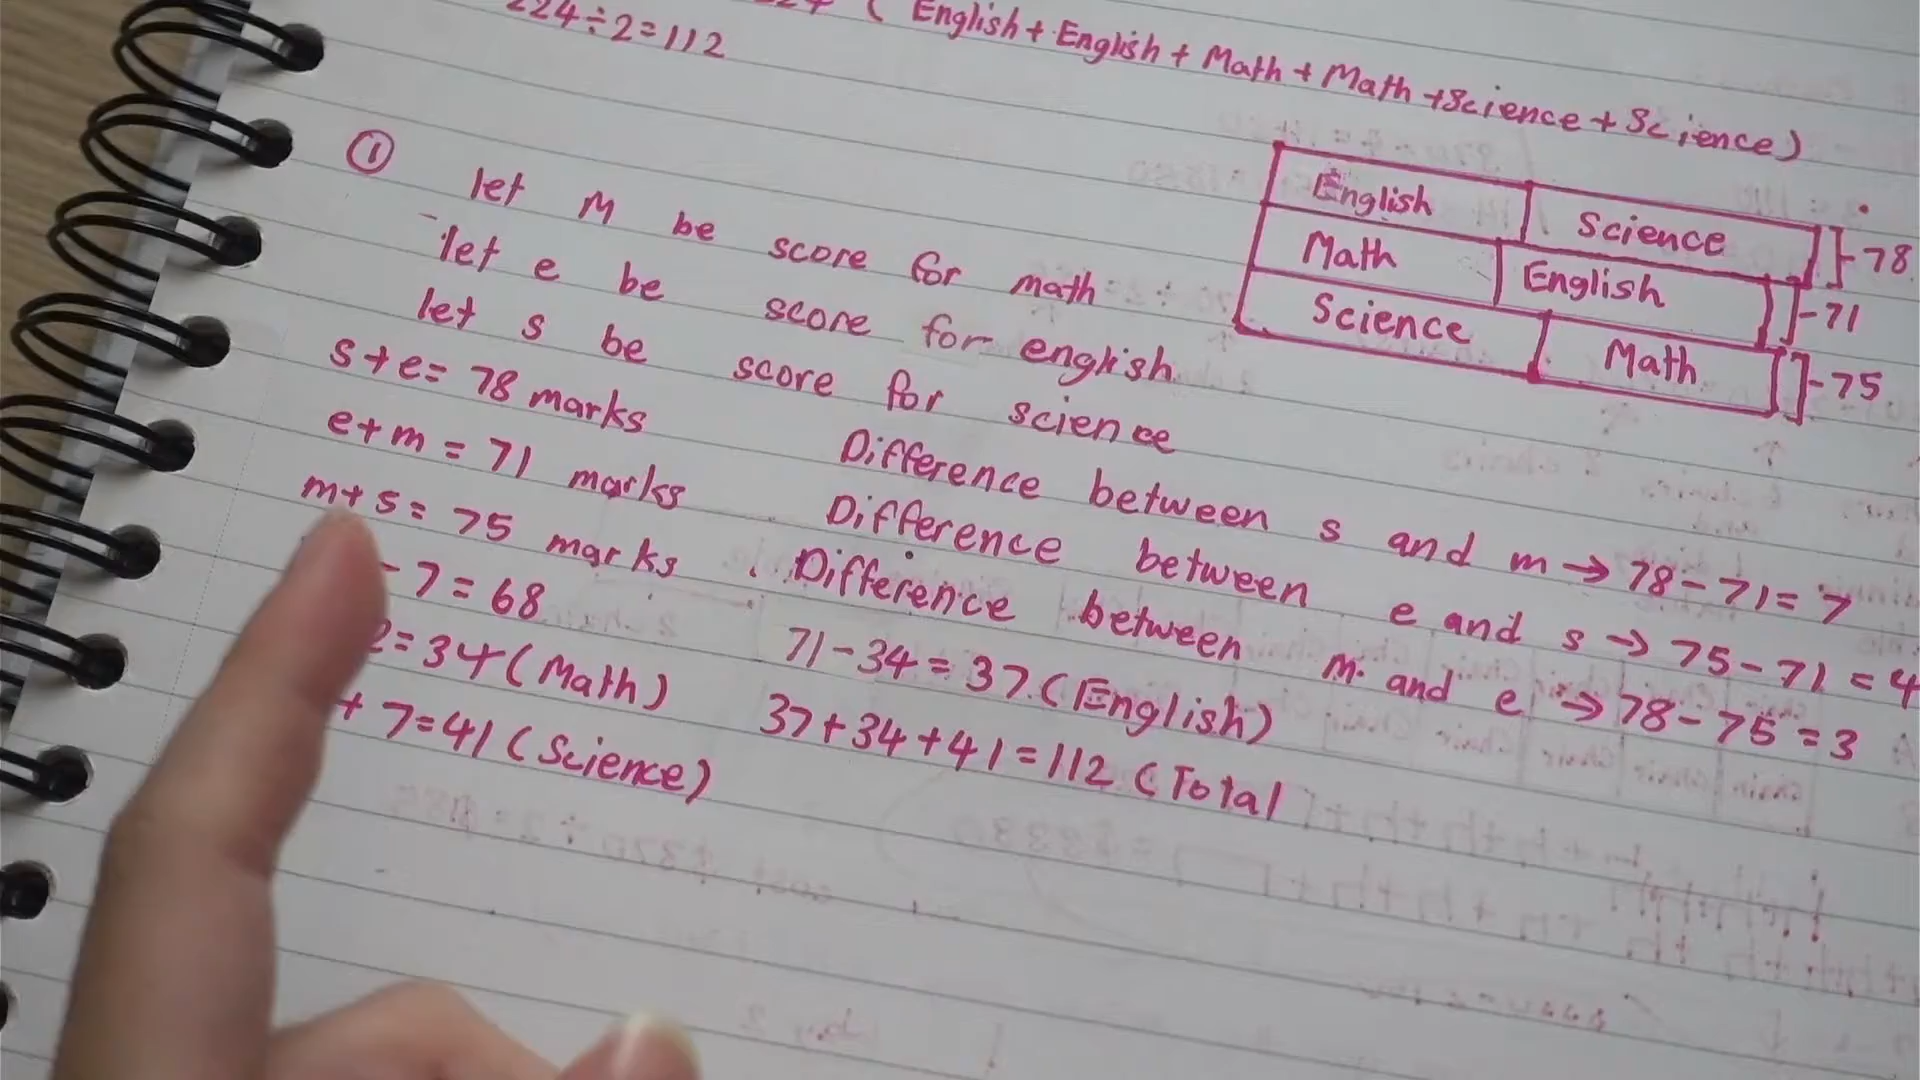 224÷2=112
( English + English + Math + Math + Science + Science)
①
let M be score for math
let e be score for english
let s be score for science
s+e= 78 marks
e+m = 71 marks
m+s= 75 marks
- 7 = 68
2=34 (Math)
+ 7=41 (Science)
English Science -78
Math English -71
Science Math -75
Difference between s and m → 78-71= 7
Difference between e and s → 75-71 = 4
Difference between m and e → 78-75 =3
71-34 = 37 (English)
37+34+41=112 (Total